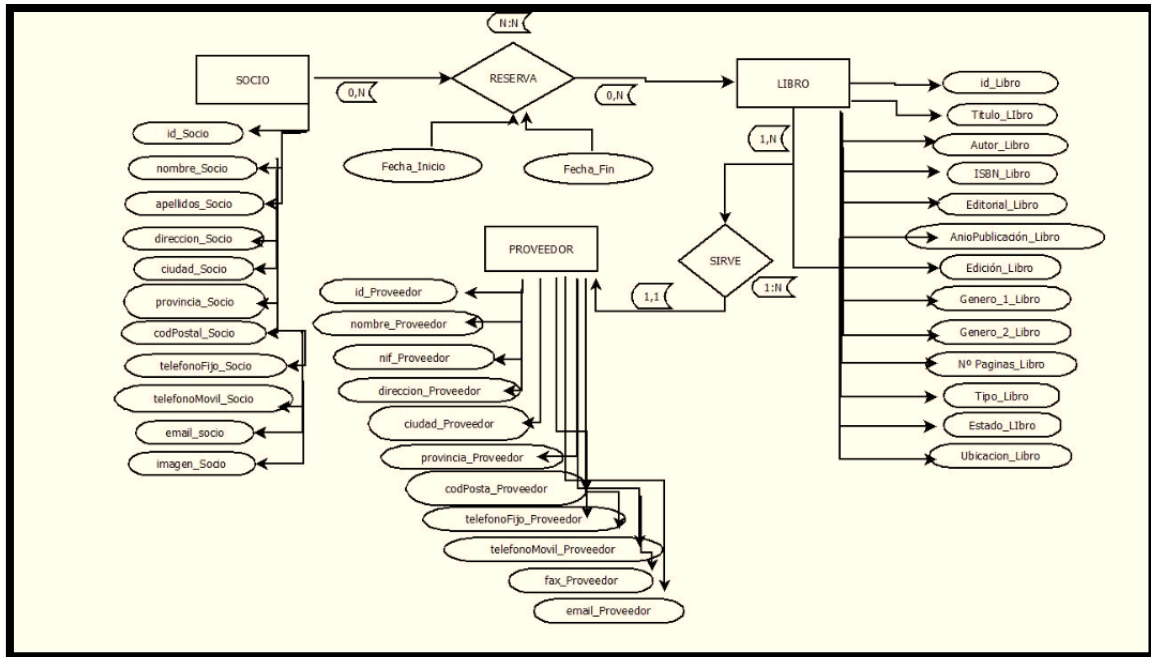 N:N
SOCIO
RESERVA
LIBRO
0,N
0,N
id_Socio
nombre_Socio
apellidos_Socio
direccion_Socio
ciudad_Socio
provincia_Socio
codPostal_Socio
telefonoFijo_Socio
telefonoMovil_Socio
email_socio
imagen_Socio
Fecha_Inicio
Fecha_Fin
1,N
SIRVE
1:N
1,1
PROVEEDOR
id_Proveedor
nombre_Proveedor
nif_Proveedor
direccion_Proveedor
ciudad_Proveedor
provincia_Proveedor
codPosta_Proveedor
telefonoFijo_Proveedor
telefonoMovil_Proveedor
fax_Proveedor
email_Proveedor
id_Libro
Titulo_LIbro
Autor_Libro
ISBN_Libro
Editorial_Libro
AnioPublicación_Libro
Edición_Libro
Genero_1_Libro
Genero_2_Libro
Nº Paginas_Libro
Tipo_Libro
Estado_LIbro
Ubicacion_Libro